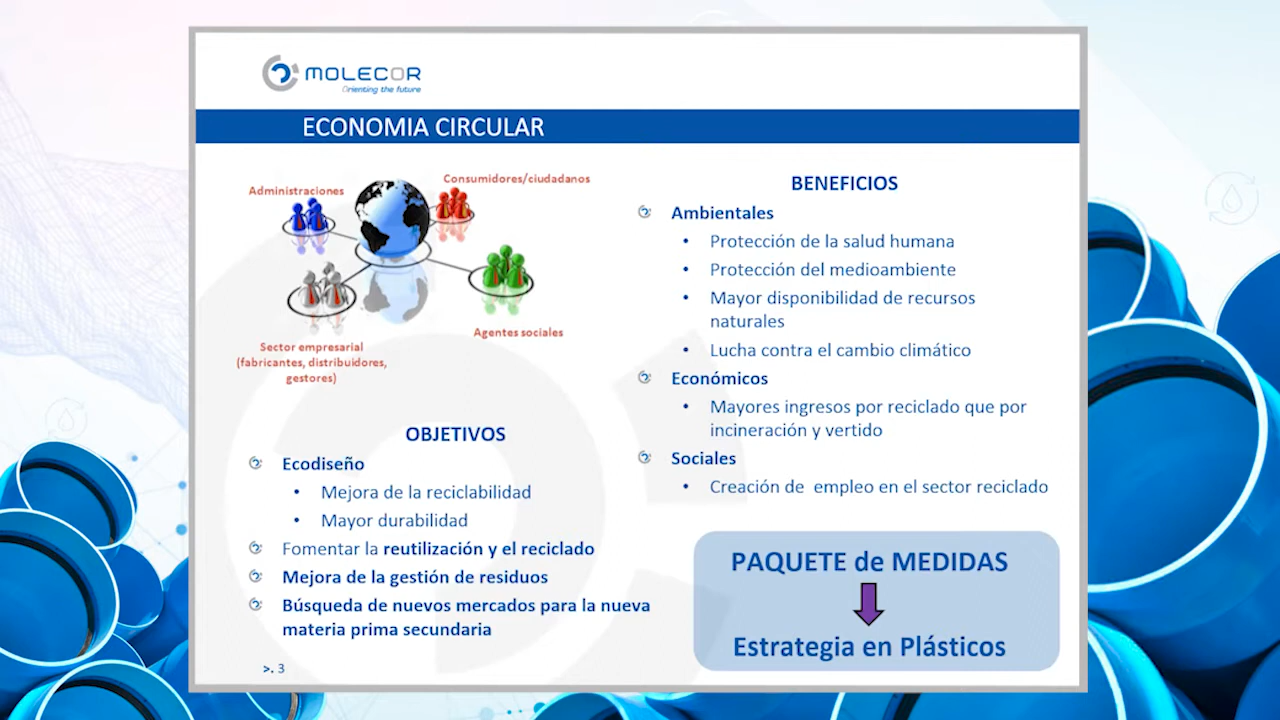 MOLECOR
Orienting the future
ECONOMIA CIRCULAR
Administraciones
Consumidores/ciudadanos
Agentes sociales
Sector empresarial
(fabricantes, distribuidores,
gestores)
OBJETIVOS
Ecodiseño
• Mejora de la reciclabilidad
• Mayor durabilidad
Fomentar la reutilización y el reciclado
Mejora de la gestión de residuos
Búsqueda de nuevos mercados para la nueva
materia prima secundaria
>. 3
BENEFICIOS
Ambientales
• Protección de la salud humana
• Protección del medioambiente
• Mayor disponibilidad de recursos
naturales
• Lucha contra el cambio climático
Económicos
• Mayores ingresos por reciclado que por
incineración y vertido
Sociales
• Creación de empleo en el sector reciclado
PAQUETE de MEDIDAS
Estrategia en Plásticos